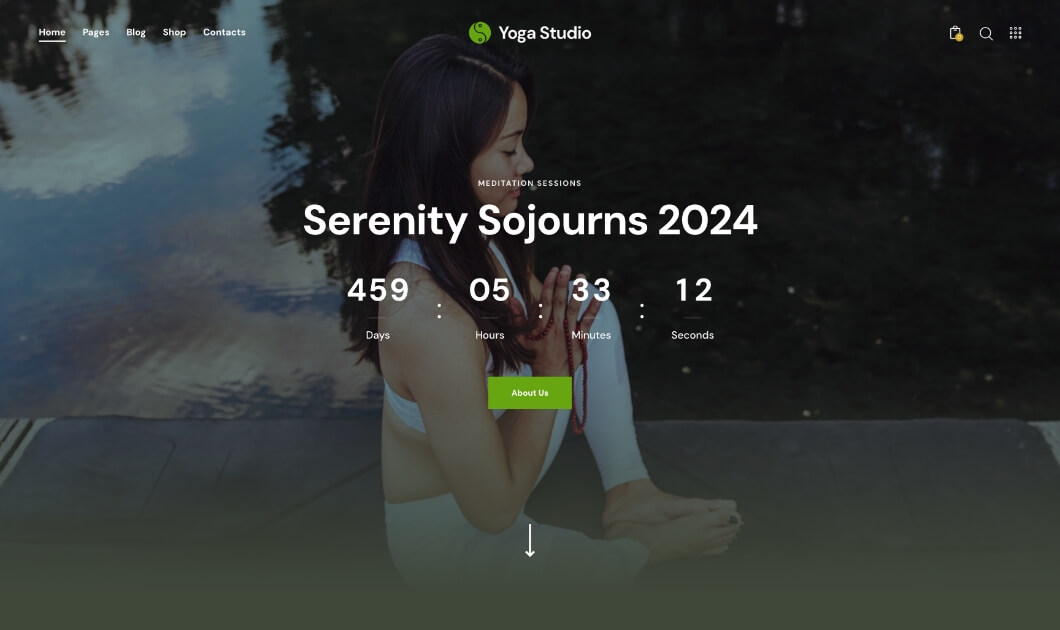 Home Pages Blog Shop Contacts
Yoga Studio
MEDITATION SESSIONS
Serenity Sojourns 2024
459 : 05 : 33 : 12
Days Hours Minutes Seconds
About Us